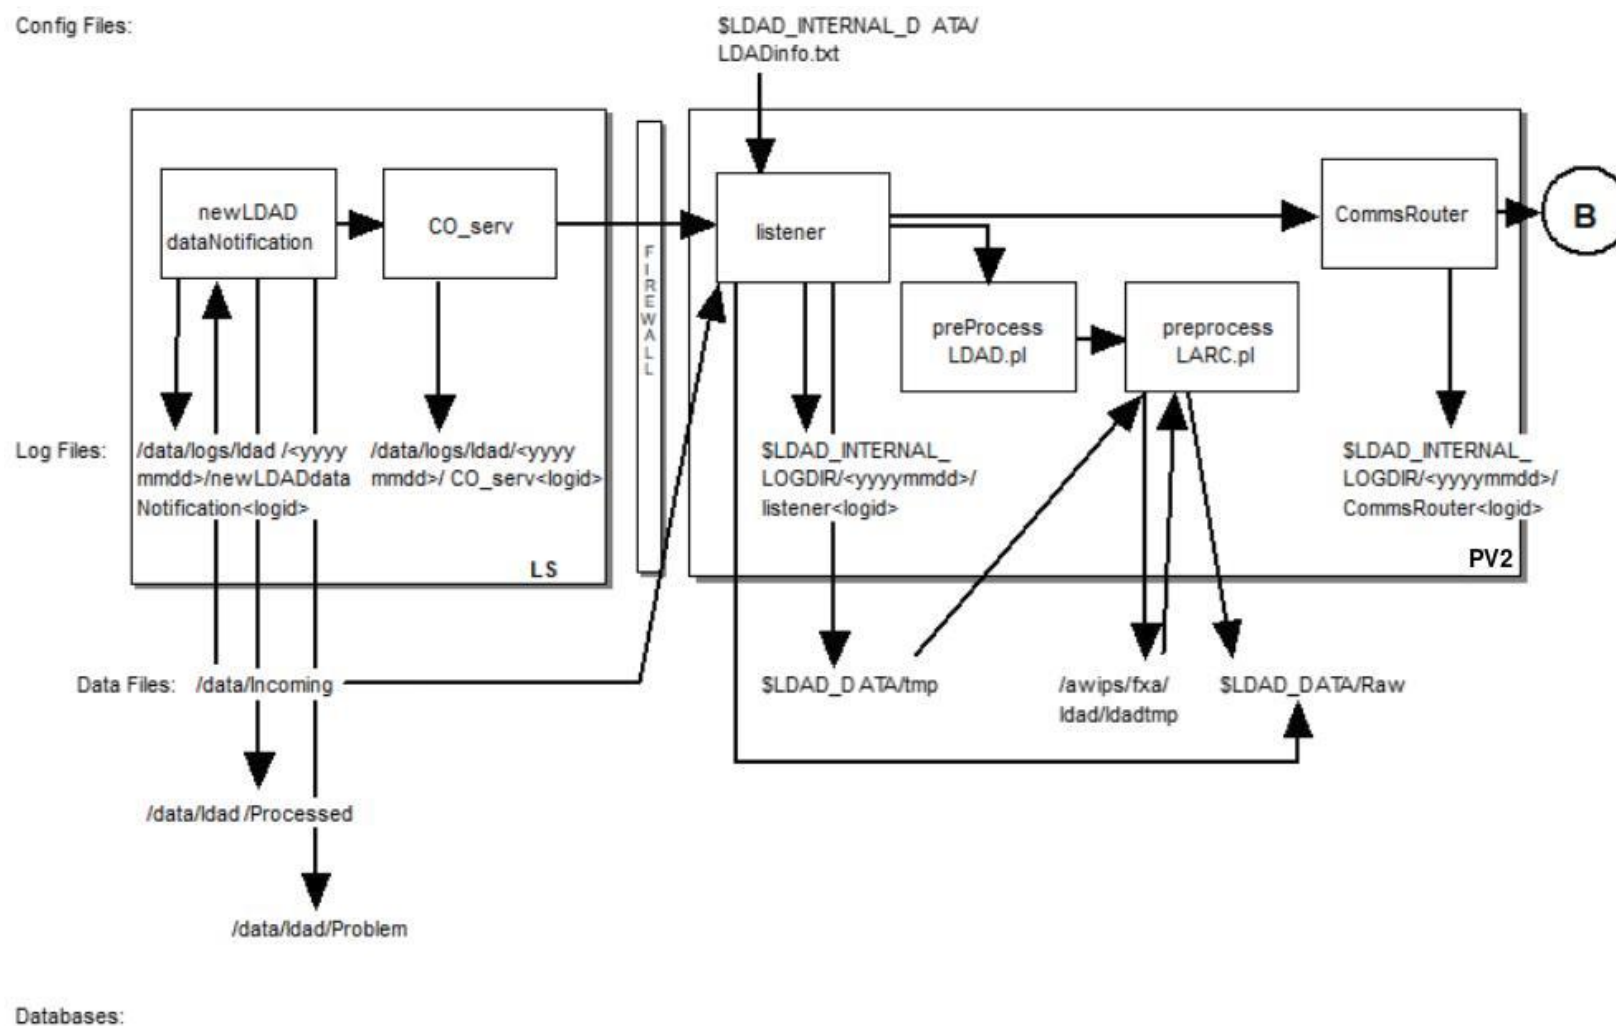 Config Files:
$LDAD_INTERNAL_D ATA/
LDADinfo.txt
newLDAD
dataNotification
CO_serv
FIREWALL
listener
CommsRouter
B
preProcess
LDAD.pl
preprocess
LARC.pl
Log Files:
/data/logs/ldad /<yyyy
mmdd>/newLDADdata
Notification<logid>
/data/logs/ldad/<yyyy
mmdd>/ CO_serv<logid>
$LDAD_INTERNAL_
LOGDIR/<yyyymmdd>/
listener<logid>
$LDAD_INTERNAL_
LOGDIR/<yyyymmdd>/
CommsRouter<logid>
LS
PV2
Data Files:
/data/Incoming
$LDAD_D ATA/tmp
/awips/fxa/
ldad/ldadtmp
$LDAD_DATA/Raw
/data/ldad /Processed
/data/ldad/Problem
Databases: